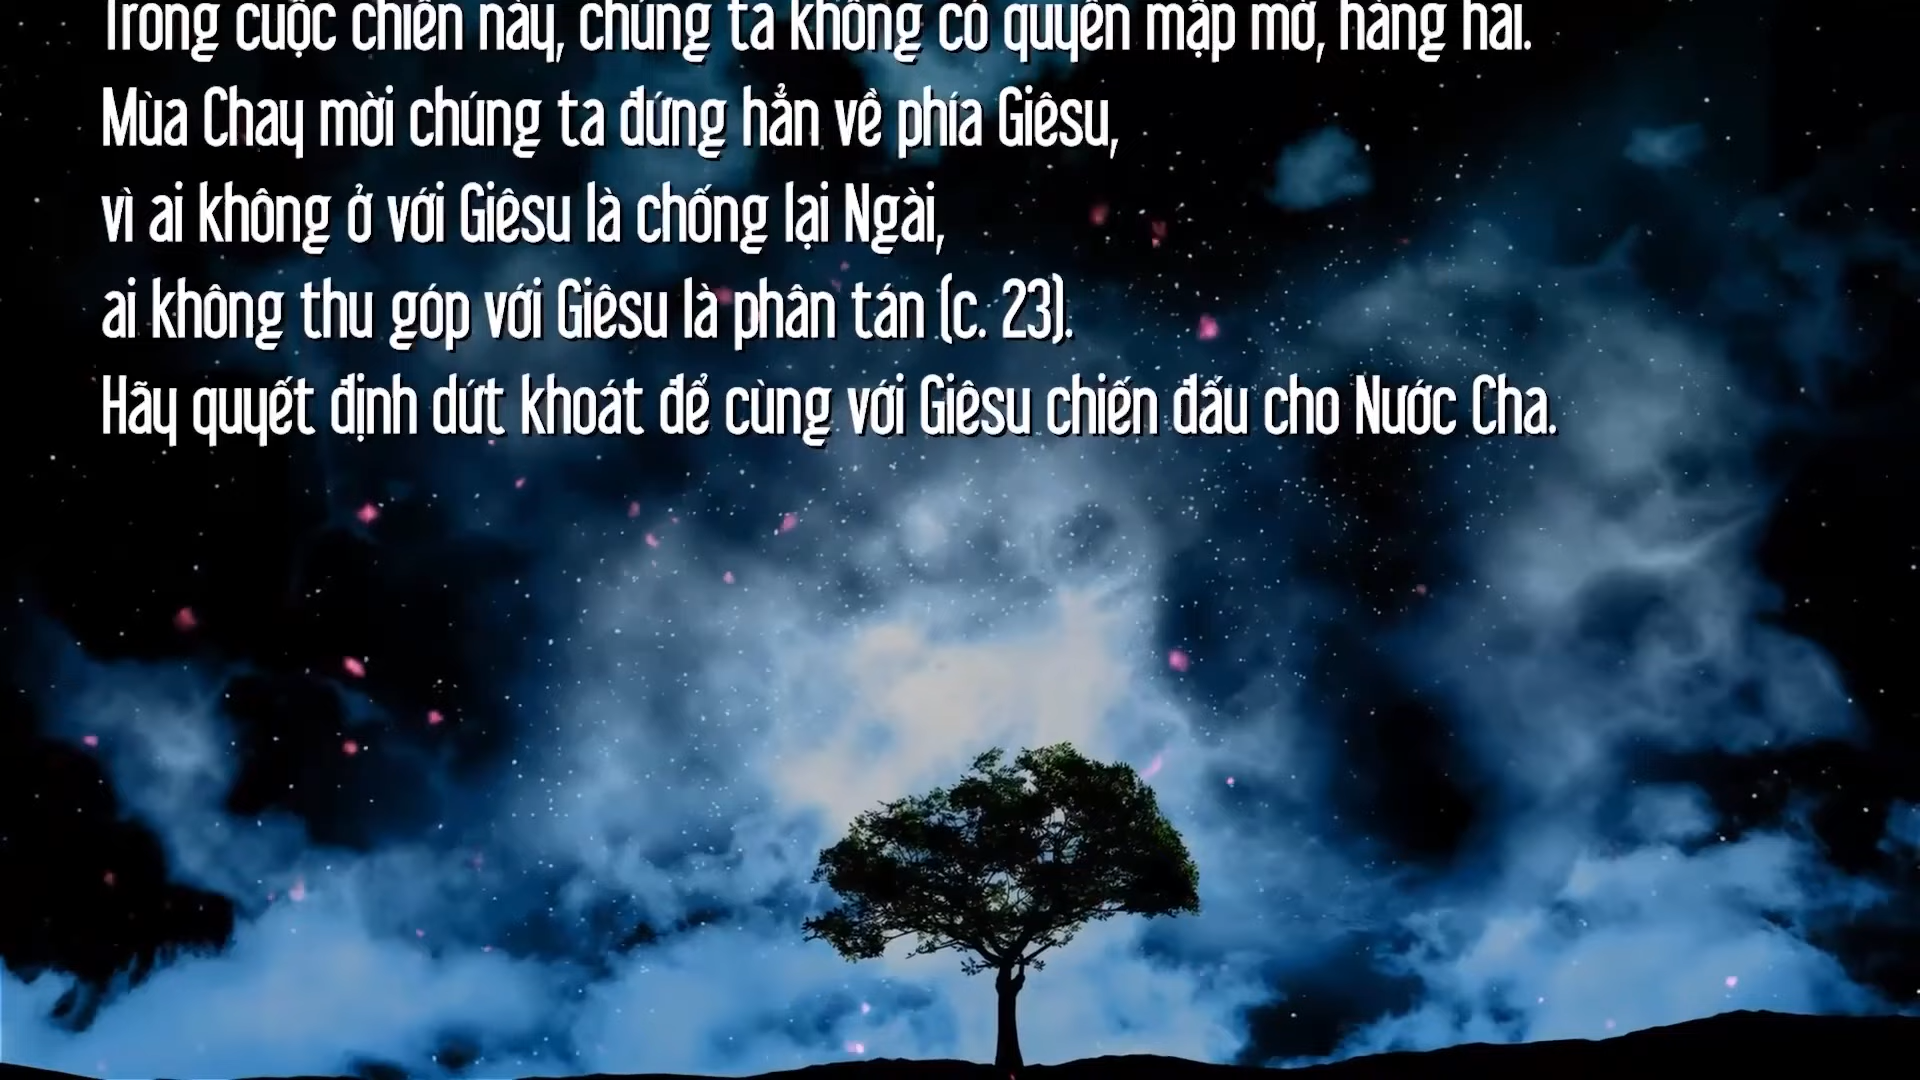 Trong cuộc chiến này, chúng ta không có quyền mập mờ, hàng hai.
Mùa Chay mời chúng ta đứng hẳn về phía Giêsu,
vì ai không ở với Giêsu là chống lại Ngài,
ai không thu góp với Giêsu là phân tán (c. 23).
Hãy quyết định dứt khoát để cùng với Giêsu chiến đấu cho Nước Cha.